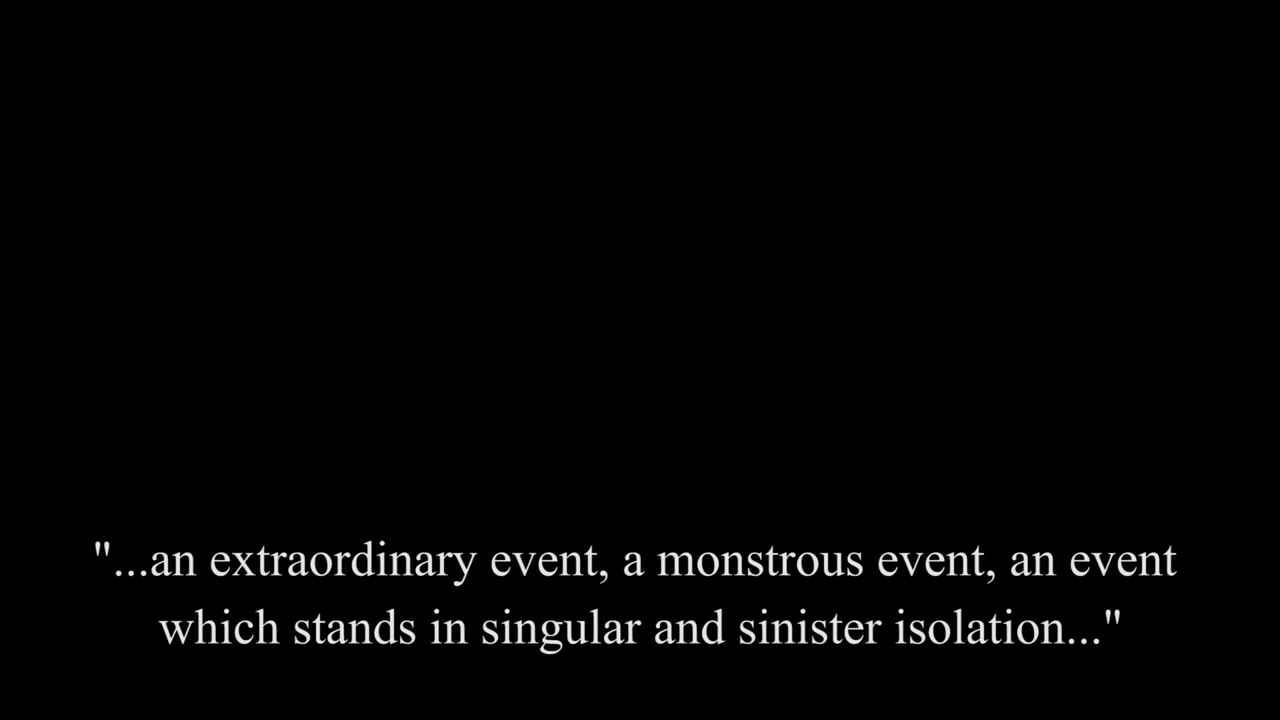 "...an extraordinary event, a monstrous event, an event
which stands in singular and sinister isolation..."